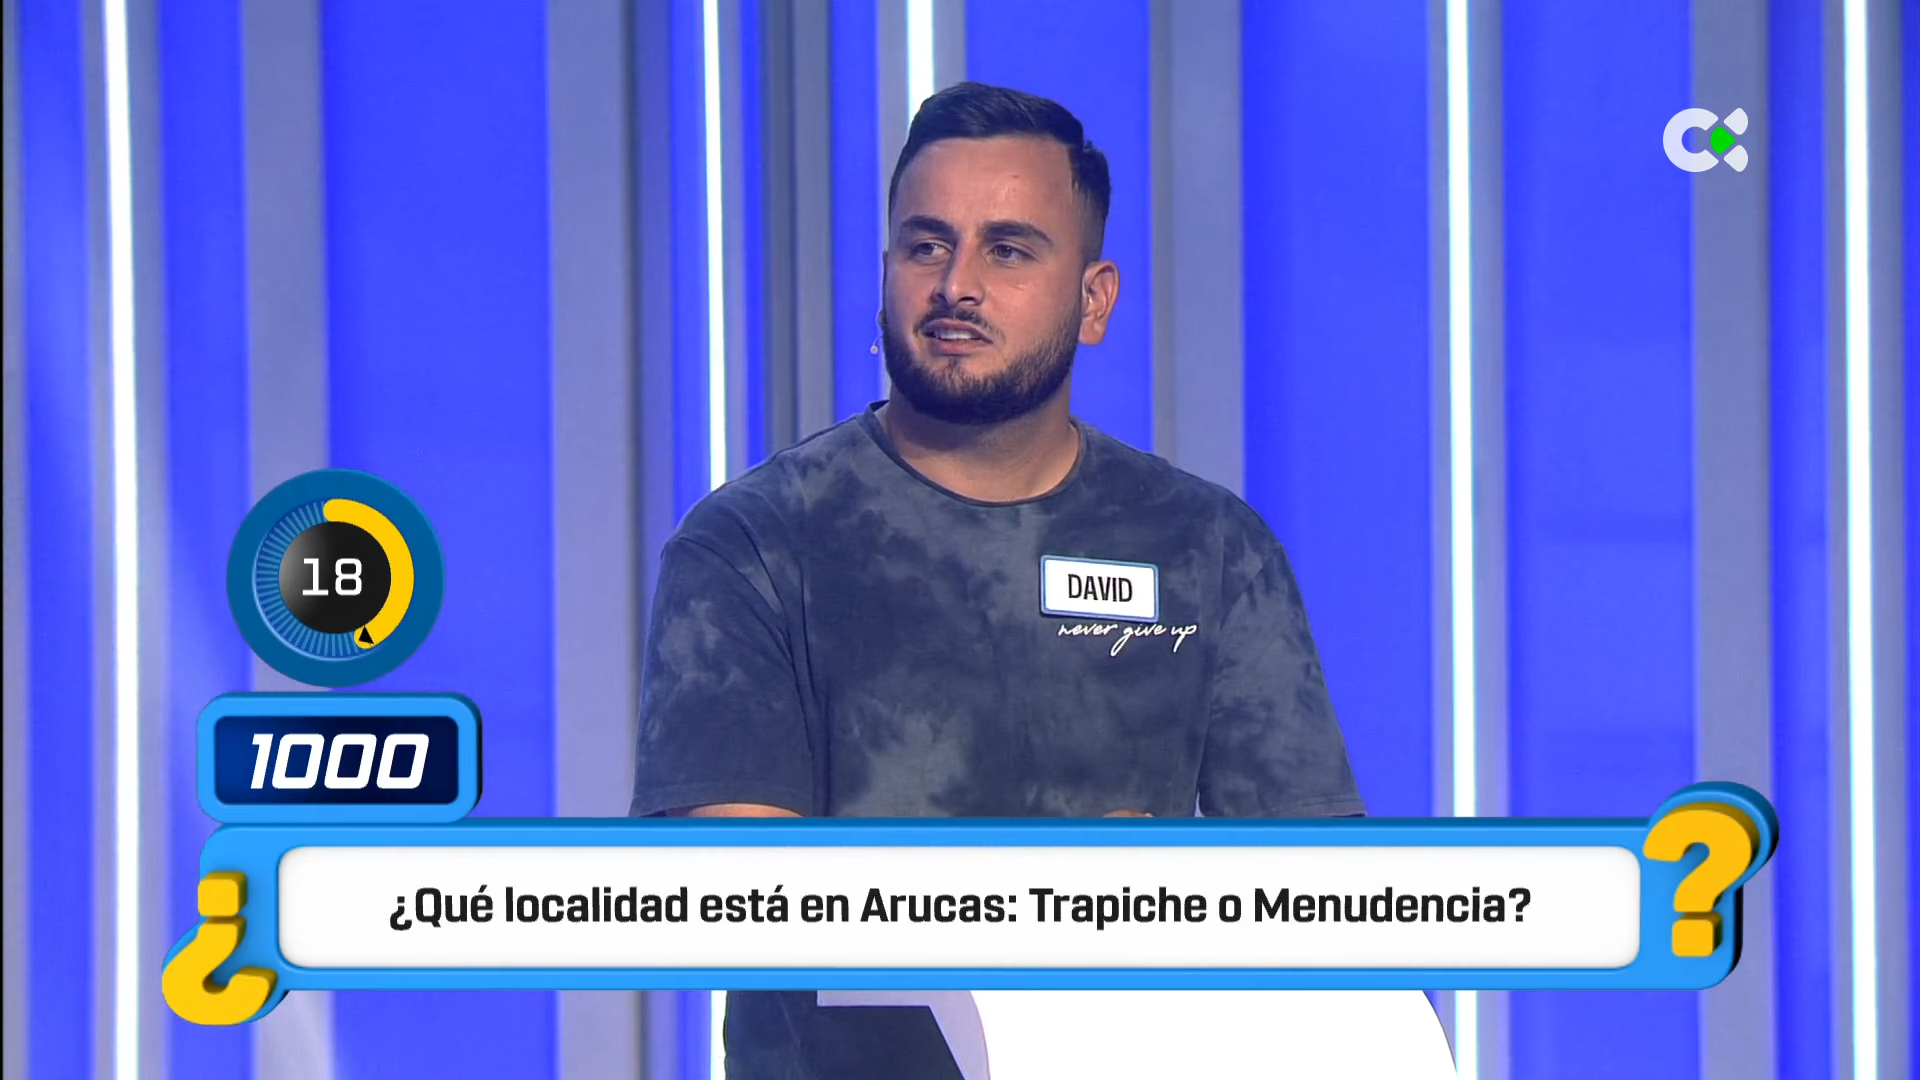 DAVID
never give up
18
1000
¿Qué localidad está en Arucas: Trapiche o Menudencia?